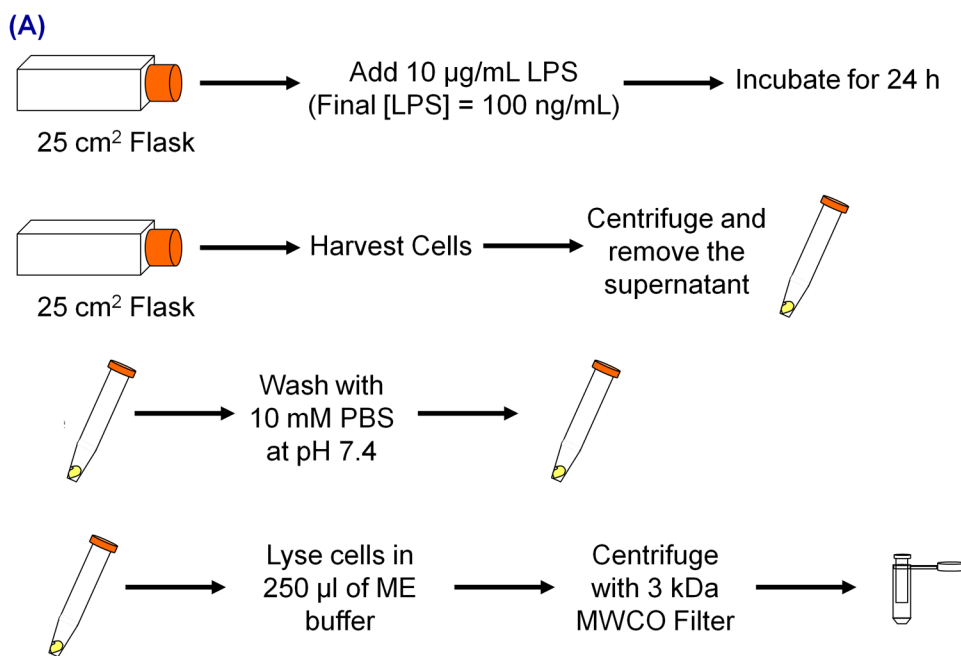 (A)
Add 10 µg/mL LPS
(Final [LPS] = 100 ng/mL)
Incubate for 24 h
25 cm² Flask
Harvest Cells
Centrifuge and
remove the
supernatant
25 cm² Flask
Wash with
10 mM PBS
at pH 7.4
Lyse cells in
250 µl of ME
buffer
Centrifuge
with 3 kDa
MWCO Filter